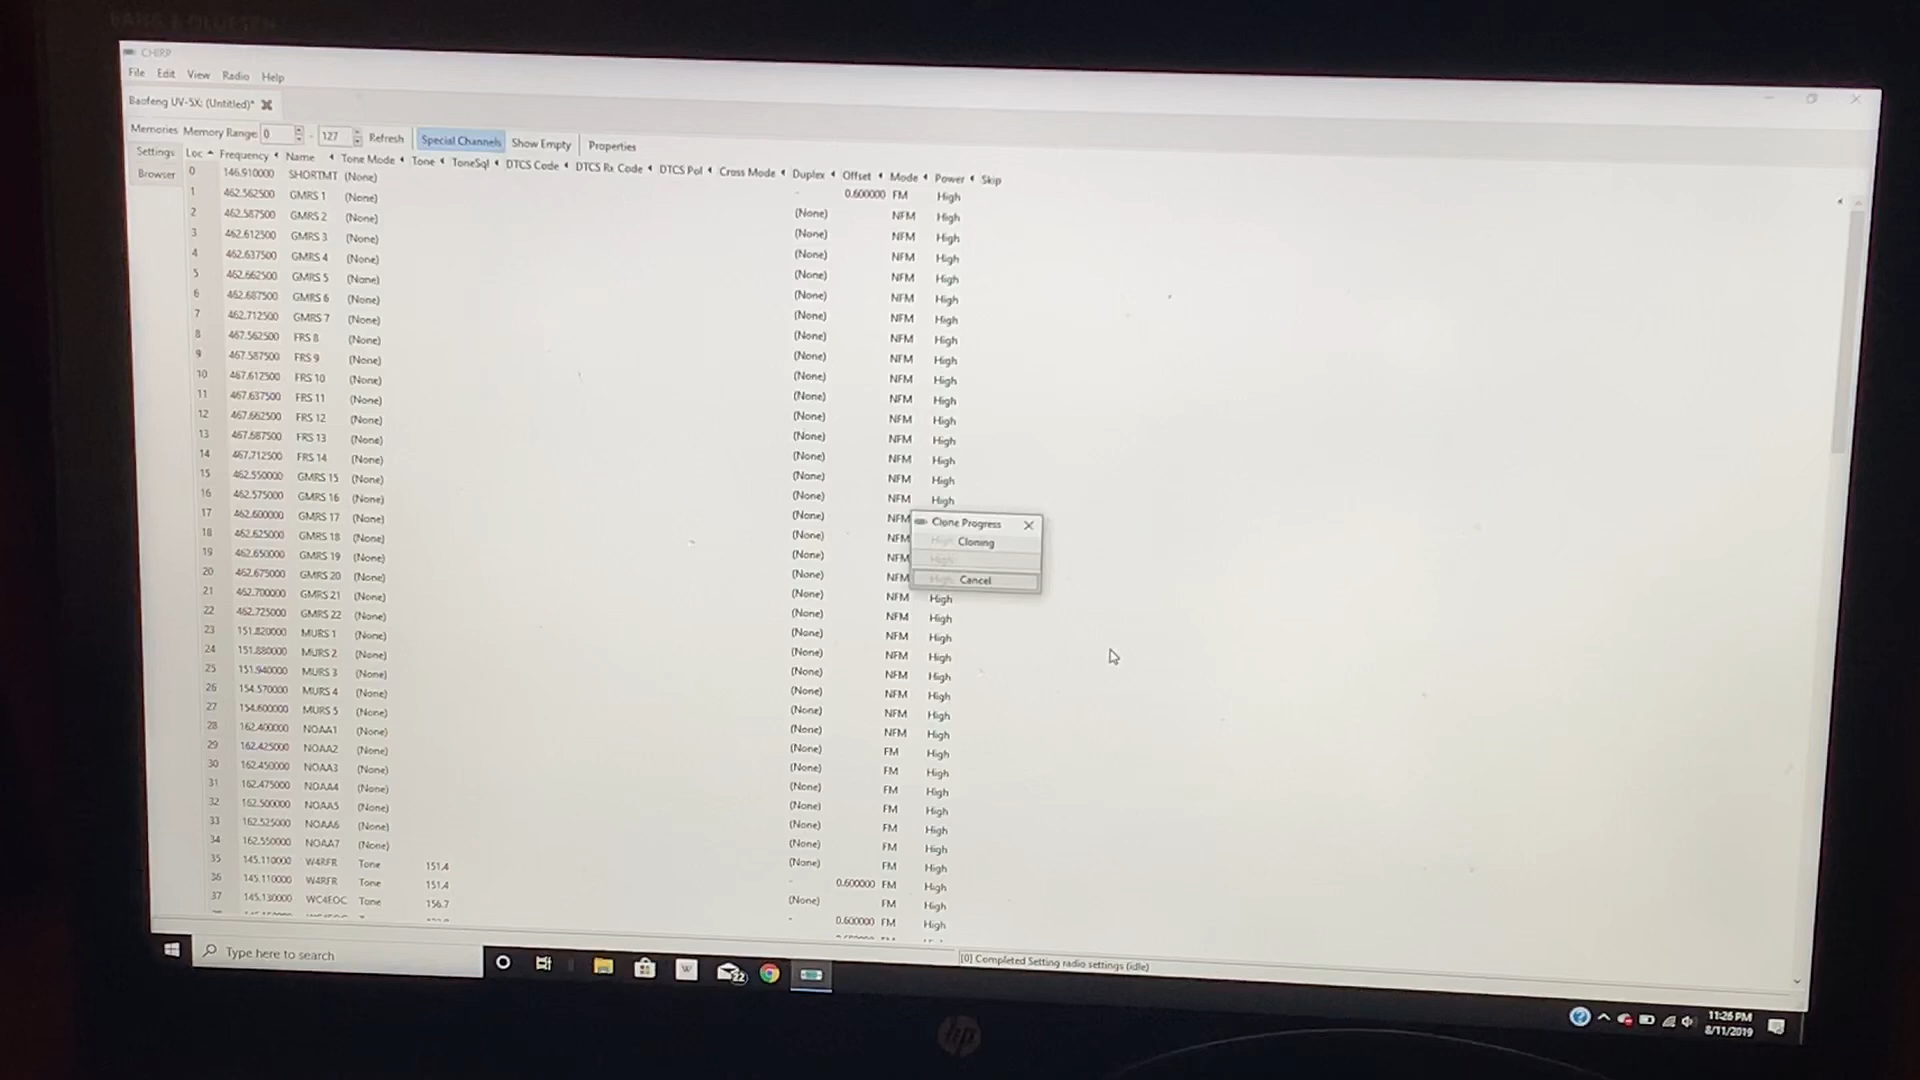 BANG & OLUFSEN
CHIRP
File Edit View Radio Help
Baofeng UV-5X: (Untitled)*
Memories Memory Range: 0 - 127 Refresh Special Channels Show Empty Properties
Settings
Browser
Loc Frequency Name Tone Mode Tone ToneSql DTCS Code DTCS Rx Code DTCS Pol Cross Mode Duplex Offset Mode Power Skip
0 146.910000 SHORTMT (None) - 0.600000 FM High
1 462.562500 GMRS 1 (None) (None) NFM High
2 462.587500 GMRS 2 (None) (None) NFM High
3 462.612500 GMRS 3 (None) (None) NFM High
4 462.637500 GMRS 4 (None) (None) NFM High
5 462.662500 GMRS 5 (None) (None) NFM High
6 462.687500 GMRS 6 (None) (None) NFM High
7 462.712500 GMRS 7 (None) (None) NFM High
8 467.562500 FRS 8 (None) (None) NFM High
9 467.587500 FRS 9 (None) (None) NFM High
10 467.612500 FRS 10 (None) (None) NFM High
11 467.637500 FRS 11 (None) (None) NFM High
12 467.662500 FRS 12 (None) (None) NFM High
13 467.687500 FRS 13 (None) (None) NFM High
14 467.712500 FRS 14 (None) (None) NFM High
15 462.550000 GMRS 15 (None) (None) NFM High
16 462.575000 GMRS 16 (None) (None) NFM High
17 462.600000 GMRS 17 (None) (None) NFM
18 462.625000 GMRS 18 (None) (None) NFM High
19 462.650000 GMRS 19 (None) (None) NFM High
20 462.675000 GMRS 20 (None) (None) NFM High
21 462.700000 GMRS 21 (None) (None) NFM High
22 462.725000 GMRS 22 (None) (None) NFM High
23 151.820000 MURS 1 (None) (None) NFM High
24 151.880000 MURS 2 (None) (None) NFM High
25 151.940000 MURS 3 (None) (None) NFM High
26 154.570000 MURS 4 (None) (None) NFM High
27 154.600000 MURS 5 (None) (None) NFM High
28 162.400000 NOAA1 (None) (None) FM High
29 162.425000 NOAA2 (None) (None) FM High
30 162.450000 NOAA3 (None) (None) FM High
31 162.475000 NOAA4 (None) (None) FM High
32 162.500000 NOAA5 (None) (None) FM High
33 162.525000 NOAA6 (None) (None) FM High
34 162.550000 NOAA7 (None) (None) FM High
35 145.110000 W4RFR Tone 151.4 - 0.600000 FM High
36 145.110000 W4RFR Tone 151.4 (None) FM High
37 145.130000 WC4EOC Tone 156.7 - 0.600000 FM High
Clone Progress
Cloning
Cancel
[0] Completed Setting radio settings (idle)
Type here to search
W
22
11:26 PM
8/11/2019
hp